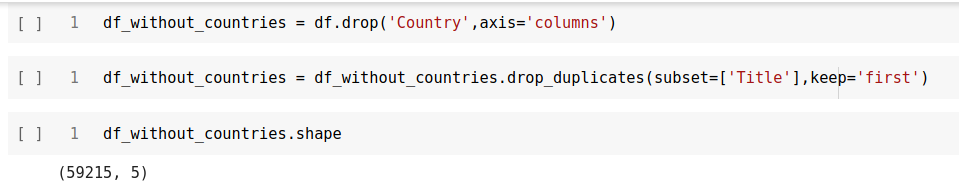 [ ] 1 df_without_countries = df.drop('Country',axis='columns')
[ ] 1 df_without_countries = df_without_countries.drop_duplicates(subset=['Title'],keep='first')
[ ] 1 df_without_countries.shape
(59215, 5)